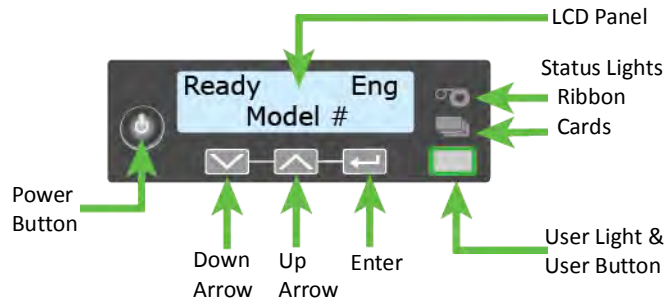 LCD Panel
Ready Eng
Model #
Status Lights
Ribbon
Cards
Power
Button
Down
Arrow
Up
Arrow
Enter
User Light &
User Button